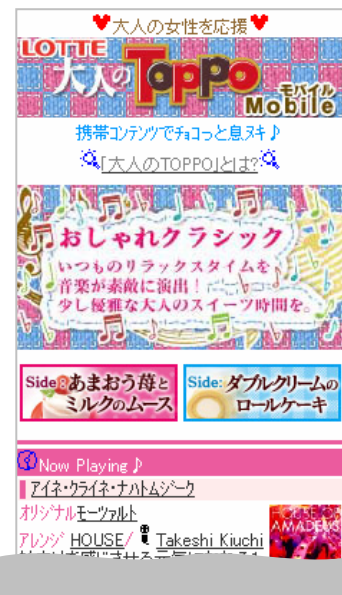 大人の女性を応援
LOTTE
大人の Toppo
モバイル
Mobile
携帯コンテンツでチョコっと息ヌキ♪
「大人のTOPPO」とは?
おしゃれクラシック
いつものリラックスタイムを
音楽が素敵に演出!
少し優雅な大人のスイーツ時間を。
Side: あまおう苺と
ミルクのムース
Side: ダブルクリームの
ロールケーキ
Now Playing♪
アイネ・クライネ・ナハトムジーク
オリジナル モーツァルト
HOUSE OF
AMADEUS
アレンジ HOUSE/ Takeshi Kiuchi